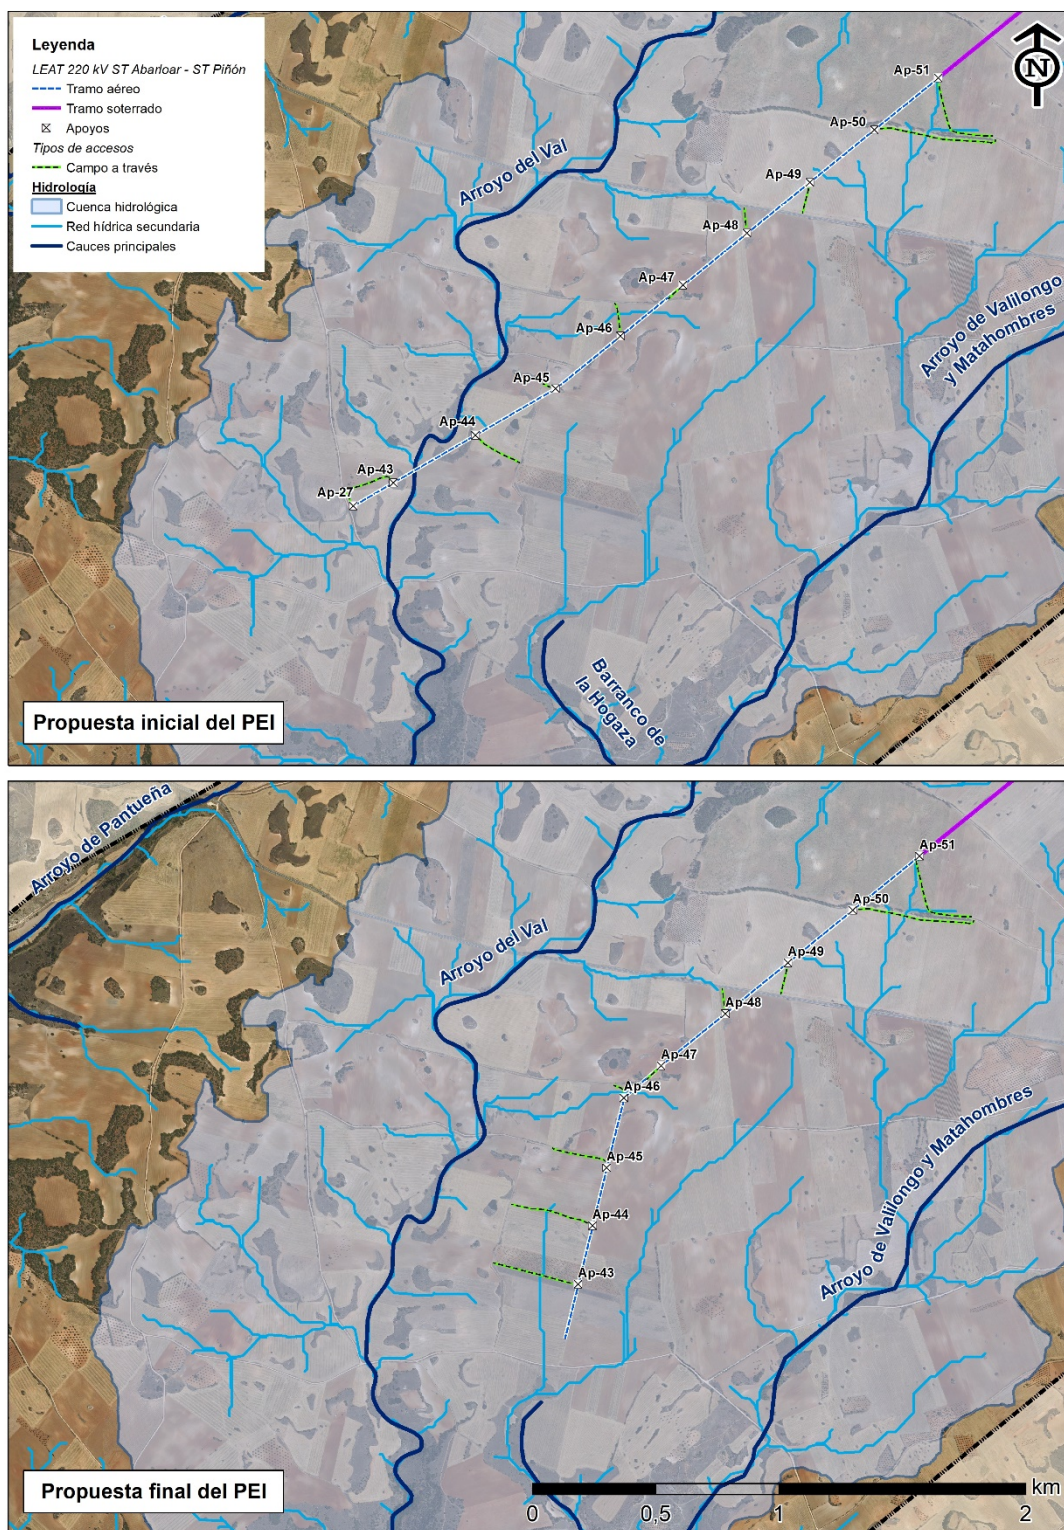 Leyenda
LEAT 220 kV ST Abarloar - ST Piñón
Tramo aéreo
Tramo soterrado
Apoyos
Tipos de accesos
Campo a través
Hidrología
Cuenca hidrológica
Red hídrica secundaria
Cauces principales
N
Arroyo del Val
Ap-51
Ap-50
Ap-49
Ap-48
Ap-47
Ap-46
Ap-45
Ap-44
Ap-43
Ap-27
Arroyo de Valilongo
y Matahombres
Barranco de
la Hogaza
Propuesta inicial del PEI
Arroyo de Pantueña
Arroyo del Val
Ap-51
Ap-50
Ap-49
Ap-48
Ap-47
Ap-46
Ap-45
Ap-44
Ap-43
Arroyo de Valilongo y Matahombres
Propuesta final del PEI
km
0
0,5
1
2